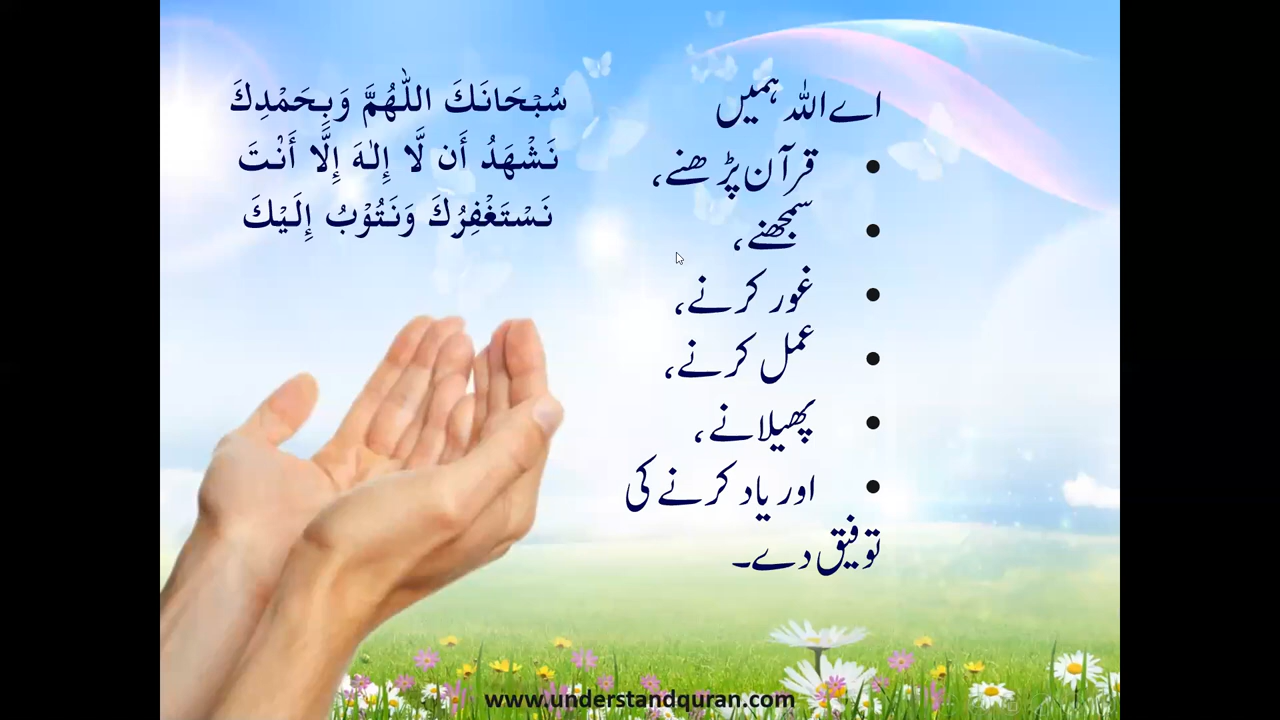 سُبْحَانَكَ اللّٰهُمَّ وَبِحَمْدِكَ
نَشْهَدُ أَن لَّا إِلٰهَ إِلَّا أَنْتَ
نَسْتَغْفِرُكَ وَنَتُوْبُ إِلَيْكَ
اے اللہ ہمیں
• قرآن پڑھنے،
• سمجھنے،
• غور کرنے،
• عمل کرنے،
• پھیلانے،
• اور یاد کرنے کی
توفیق دے۔
www.understandquran.com